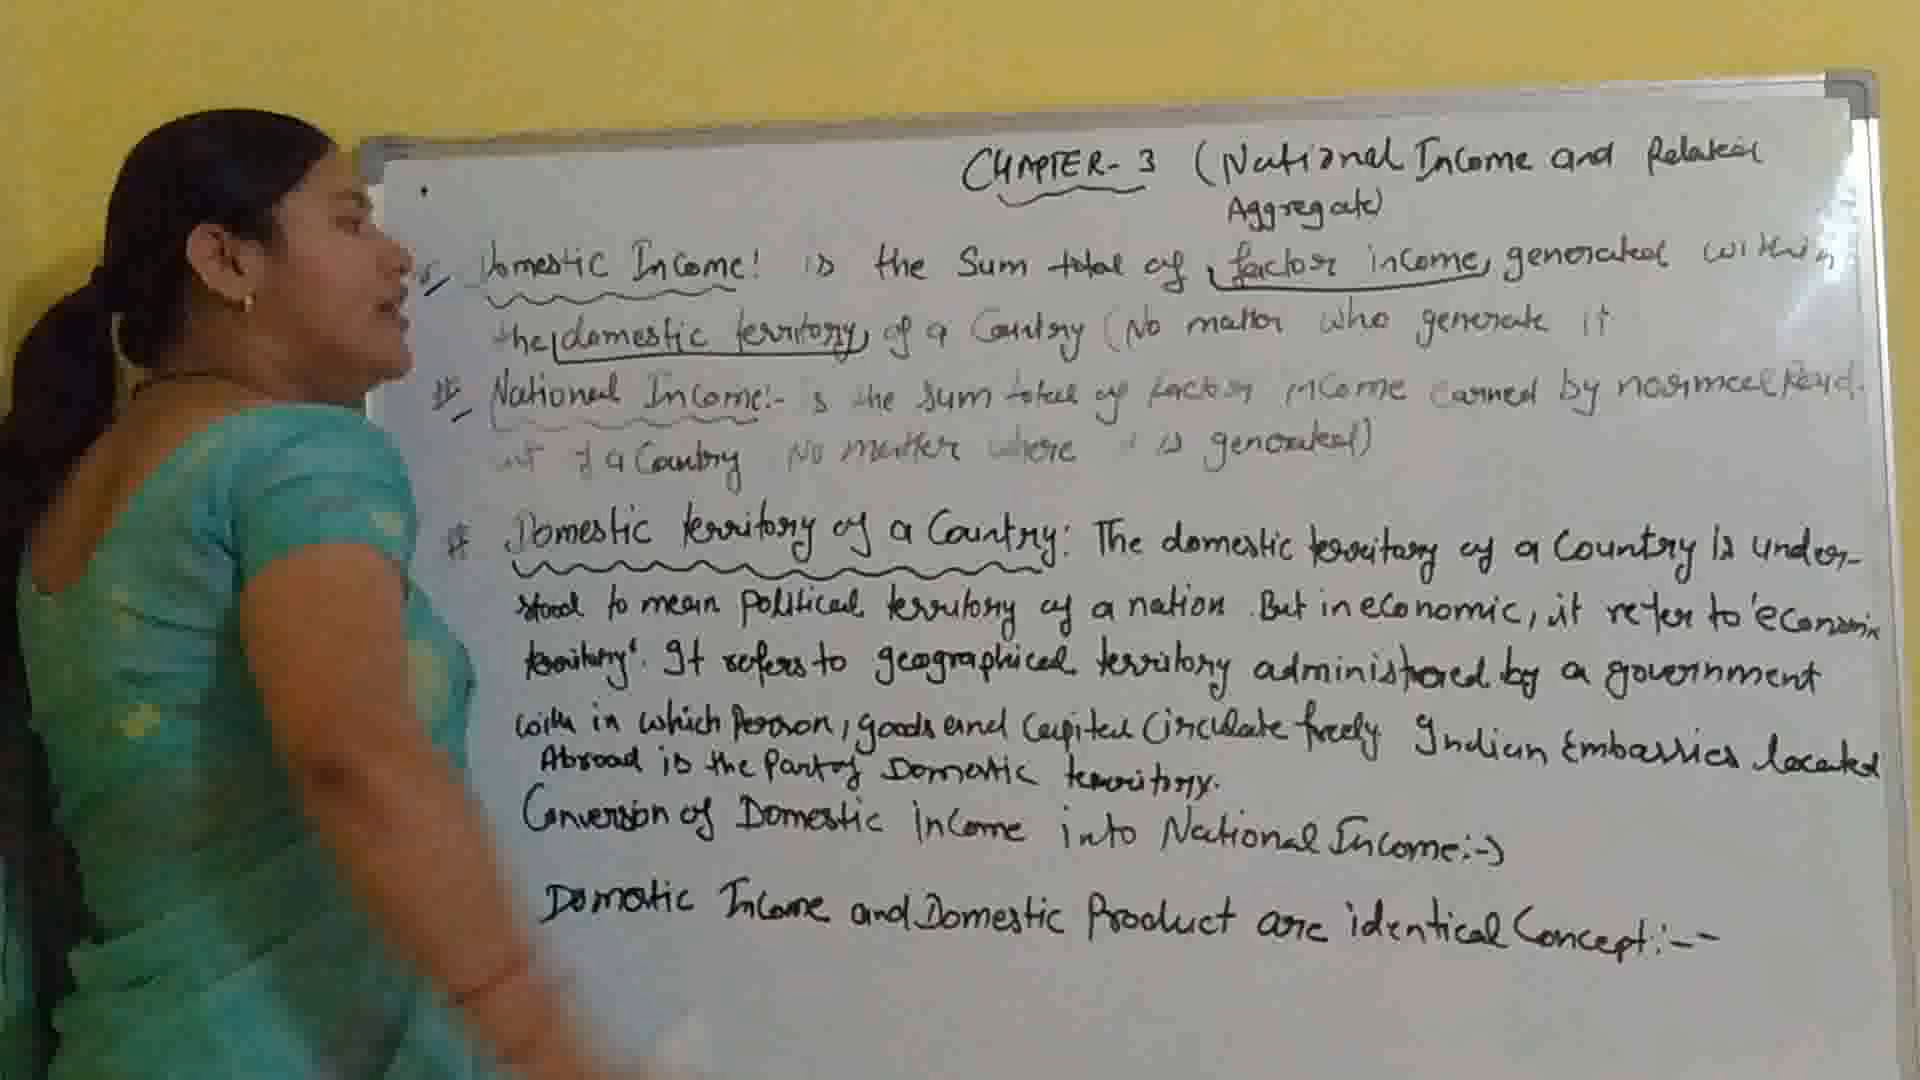 CHAPTER-3 (National Income and Related
Aggregate)
Domestic Income! is the Sum total of factor income, generated within
the domestic territory, of a Country (No matter who generate it
# National Income:- is the sum total of factor income earned by normal Resid-
ent of a Country No matter where it is generated)
# Domestic territory of a Country: The domestic territory of a Country is under-
stood to mean political territory of a nation. But in economic, it refer to 'economic
territory'. It refers to geographical territory administered by a government
with in which Person, goods and Capital Circulate freely Indian Embassies located
Abroad is the Part of Domestic territory.
Conversion of Domestic income into National Income:-)
Domestic Income and Domestic Product are identical Concept:--